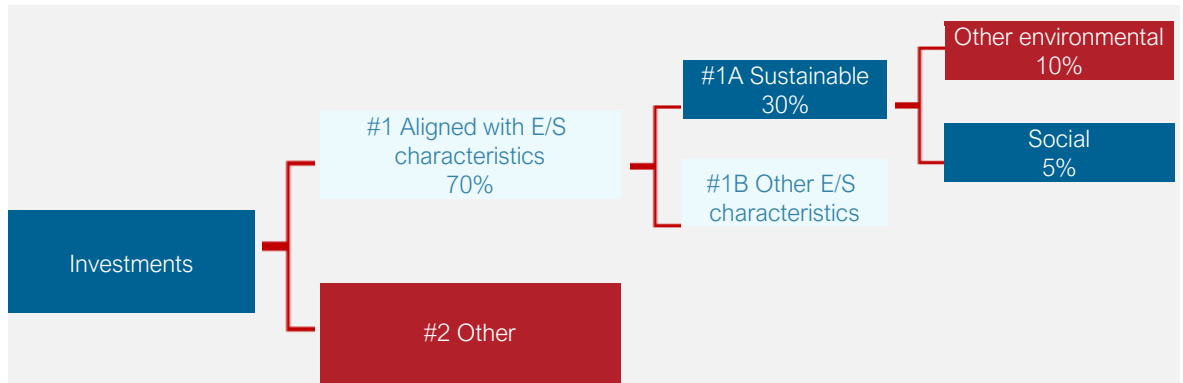 Investments
#1 Aligned with E/S
characteristics
70%
#2 Other
#1A Sustainable
30%
#1B Other E/S
characteristics
Other environmental
10%
Social
5%